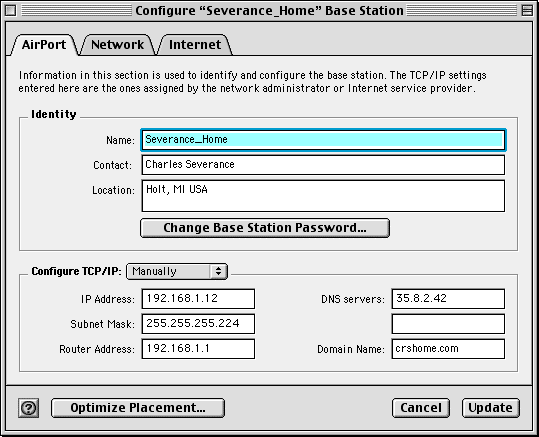 Configure “Severance_Home” Base Station
AirPort Network Internet
Information in this section is used to identify and configure the base station. The TCP/IP settings
entered here are the ones assigned by the network administrator or Internet service provider.
Identity
Name: Severance_Home
Contact: Charles Severance
Location: Holt, MI USA
Change Base Station Password...
Configure TCP/IP: Manually
IP Address: 192.168.1.12 DNS servers: 35.8.2.42
Subnet Mask: 255.255.255.224
Router Address: 192.168.1.1 Domain Name: crshome.com
? Optimize Placement... Cancel Update